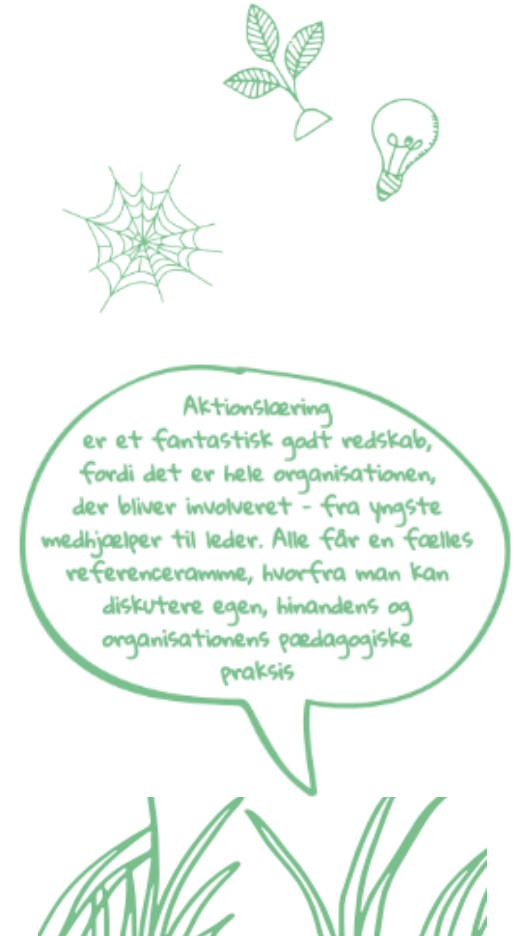 Aktionslæring
er et fantastisk godt redskab,
fordi det er hele organisationen,
der bliver involveret - fra yngste
medhjælper til leder. Alle får en fælles
referenceramme, hvorfra man kan
diskutere egen, hinandens og
organisationens pædagogiske
praksis